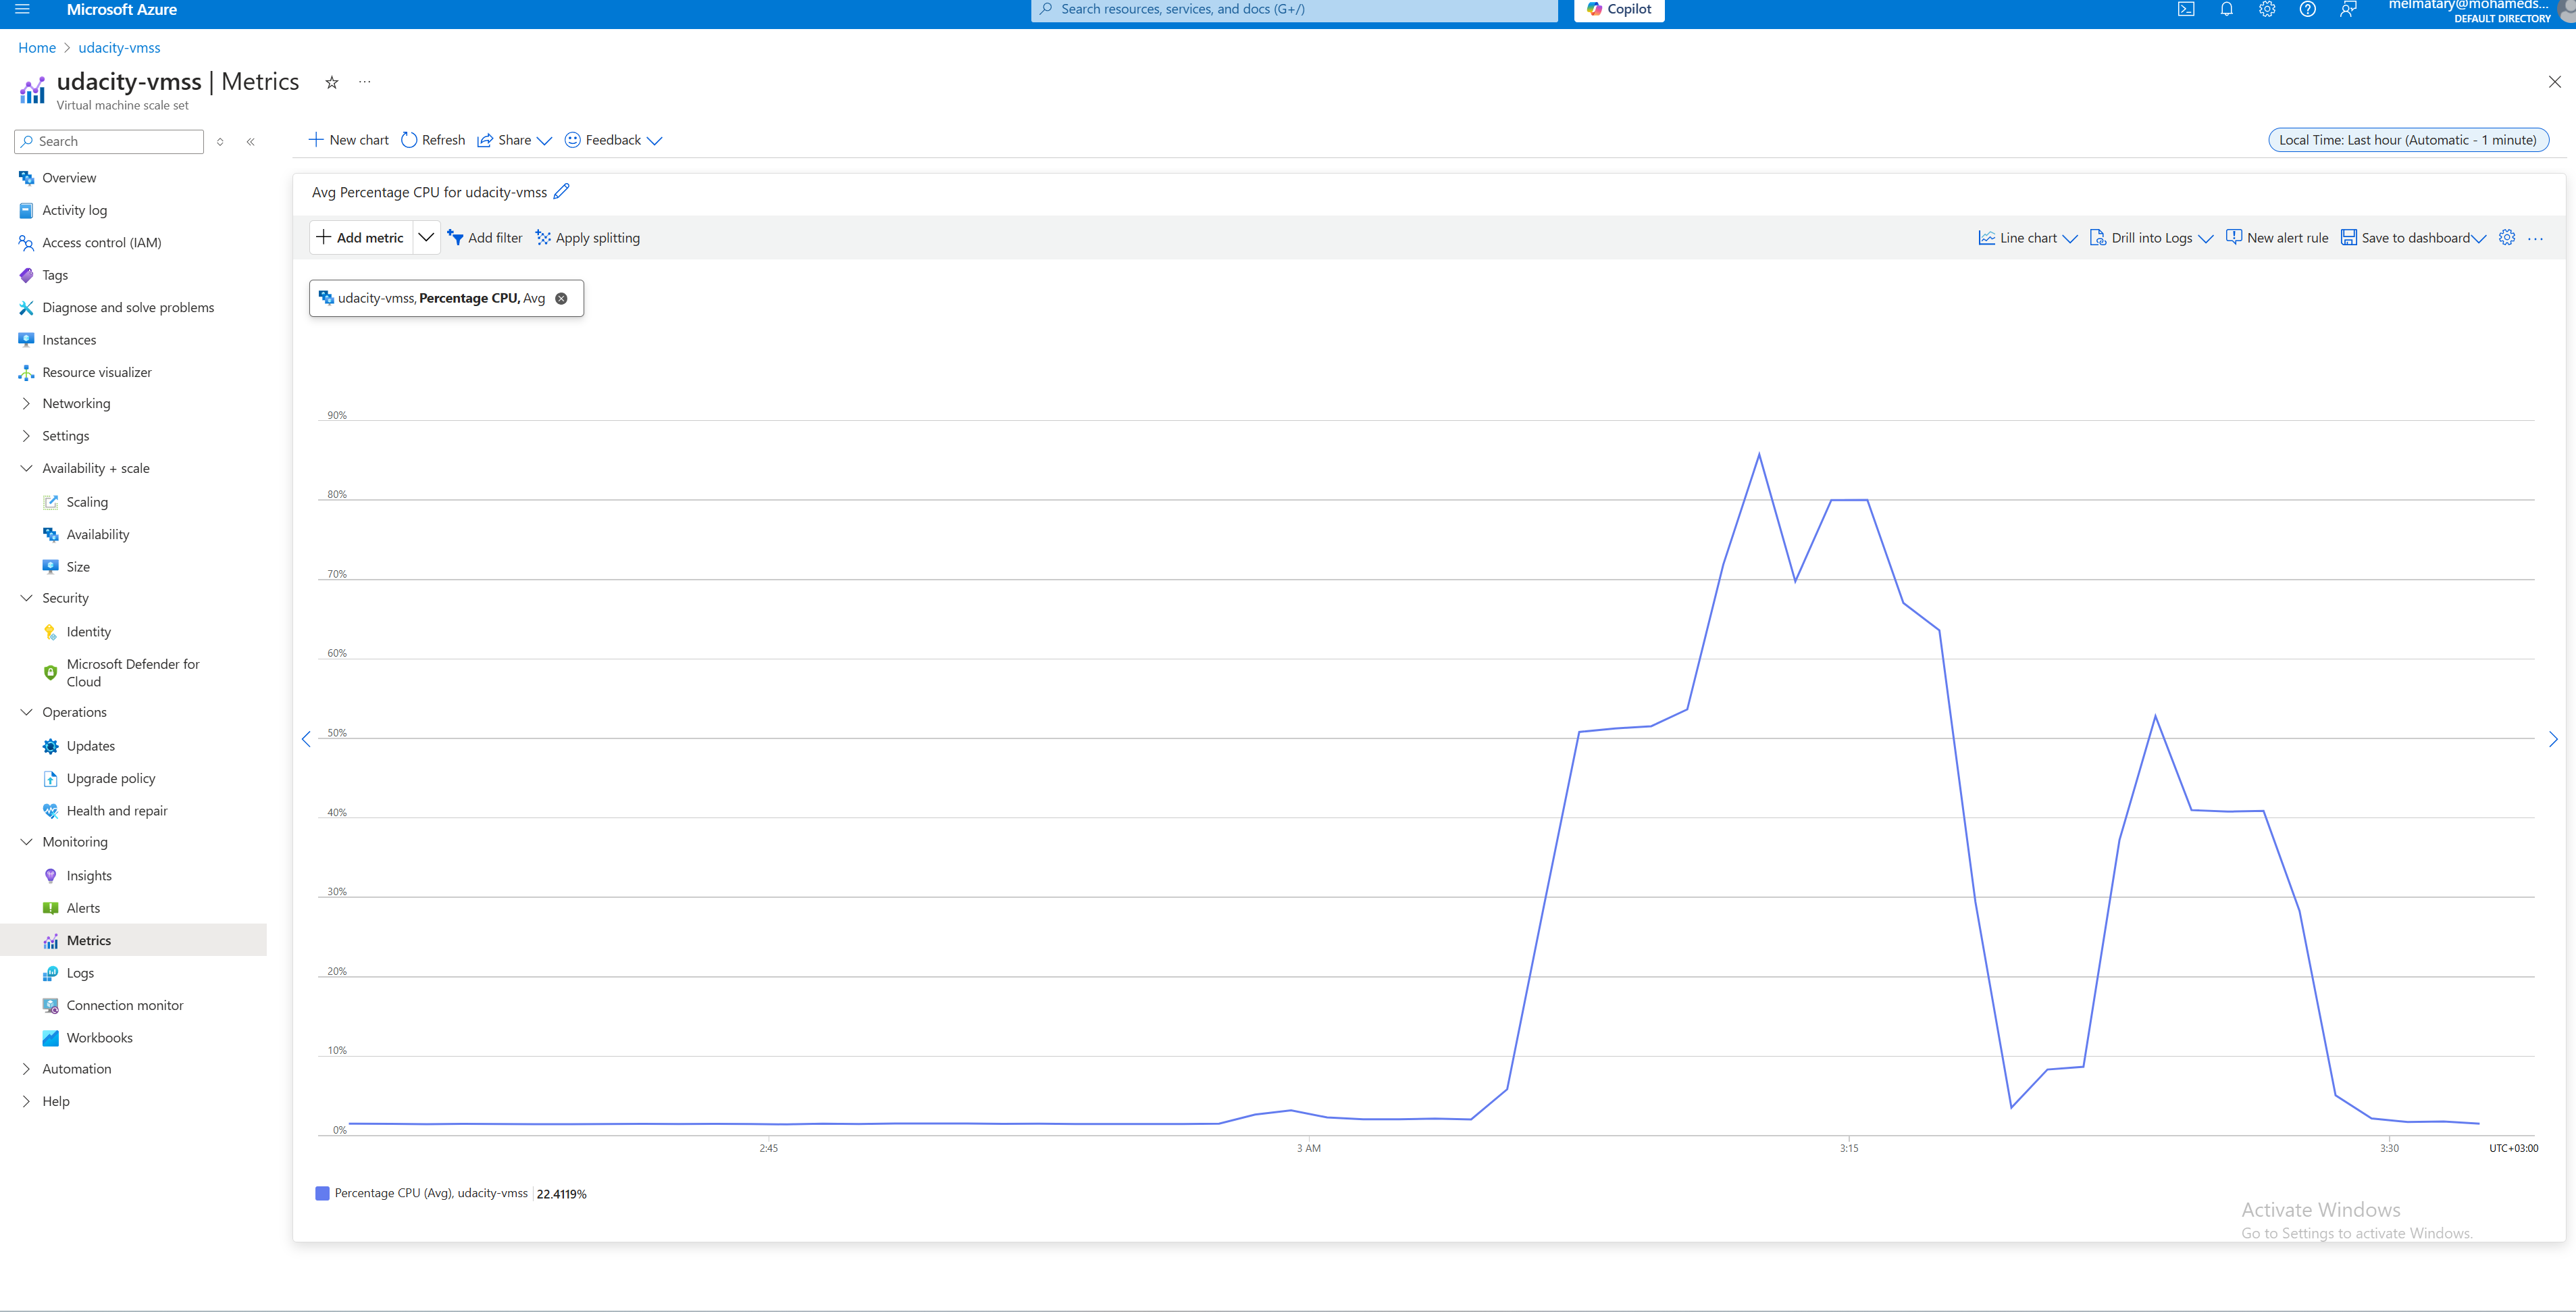 Microsoft Azure
Search resources, services, and docs (G+/)
Copilot
melmatary@mohameds...
DEFAULT DIRECTORY
Home > udacity-vmss
udacity-vmss | Metrics
Virtual machine scale set
Search
New chart
Refresh
Share
Feedback
Local Time: Last hour (Automatic - 1 minute)
Overview
Activity log
Access control (IAM)
Tags
Diagnose and solve problems
Instances
Resource visualizer
Networking
Settings
Availability + scale
Scaling
Availability
Size
Security
Identity
Microsoft Defender for
Cloud
Operations
Updates
Upgrade policy
Health and repair
Monitoring
Insights
Alerts
Metrics
Logs
Connection monitor
Workbooks
Automation
Help
Avg Percentage CPU for udacity-vmss
Add metric
Add filter
Apply splitting
Line chart
Drill into Logs
New alert rule
Save to dashboard
udacity-vmss, Percentage CPU, Avg
90%
80%
70%
60%
50%
40%
30%
20%
10%
0%
2:45
3 AM
3:15
3:30
UTC+03:00
Percentage CPU (Avg), udacity-vmss
22.4119%
Activate Windows
Go to Settings to activate Windows.